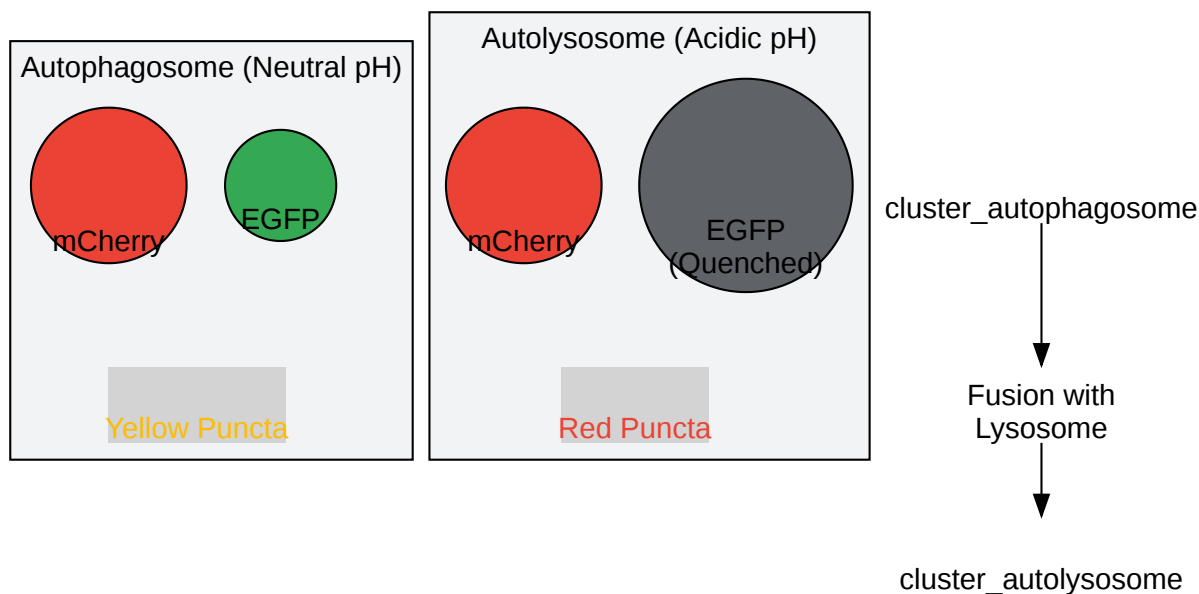 Autophagosome (Neutral pH)
mCherry
EGFP
Yellow Puncta
Autolysosome (Acidic pH)
mCherry
EGFP
(Quenched)
Red Puncta
cluster_autophagosome
Fusion with
Lysosome
cluster_autolysosome